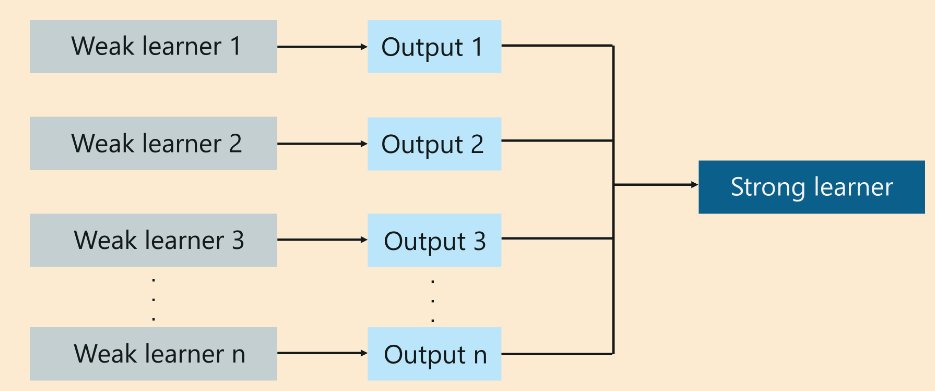 Weak learner 1
Output 1
Weak learner 2
Output 2
Strong learner
Weak learner 3
Output 3
Weak learner n
Output n